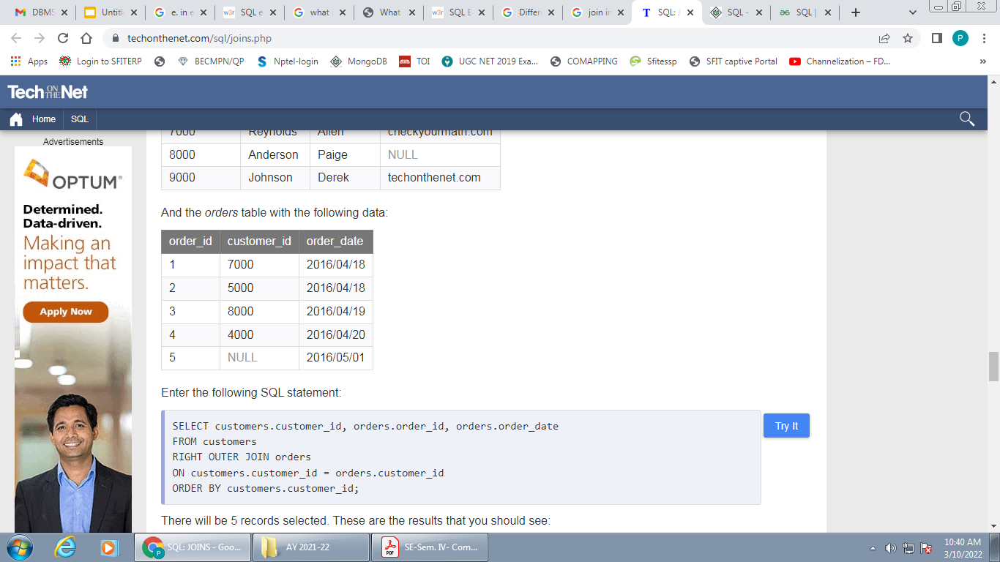 DBMS
Untitl
e. in e
SQL e
what
What
SQL E
Differ
join in
SQL: J
SQL -
SQL |
techonthenet.com/sql/joins.php
P
Apps
Login to SFITERP
BECMPN/QP
Nptel-login
MongoDB
TOI
UGC NET 2019 Exa...
COMAPPING
Sfitessp
SFIT captive Portal
Channelization – FD...
Tech ON THE Net
Home SQL
Advertisements
OPTUM
Determined.
Data-driven.
Making an
impact that
matters.
Apply Now
7000 Reynolds Allen checkyourmath.com
8000 Anderson Paige NULL
9000 Johnson Derek techonthenet.com
And the orders table with the following data:
order_id customer_id order_date
1 7000 2016/04/18
2 5000 2016/04/18
3 8000 2016/04/19
4 4000 2016/04/20
5 NULL 2016/05/01
Enter the following SQL statement:
SELECT customers.customer_id, orders.order_id, orders.order_date
FROM customers
RIGHT OUTER JOIN orders
ON customers.customer_id = orders.customer_id
ORDER BY customers.customer_id;
Try It
There will be 5 records selected. These are the results that you should see:
SQL: JOINS - Goo...
AY 2021-22
SE-Sem. IV- Com...
10:40 AM
3/10/2022